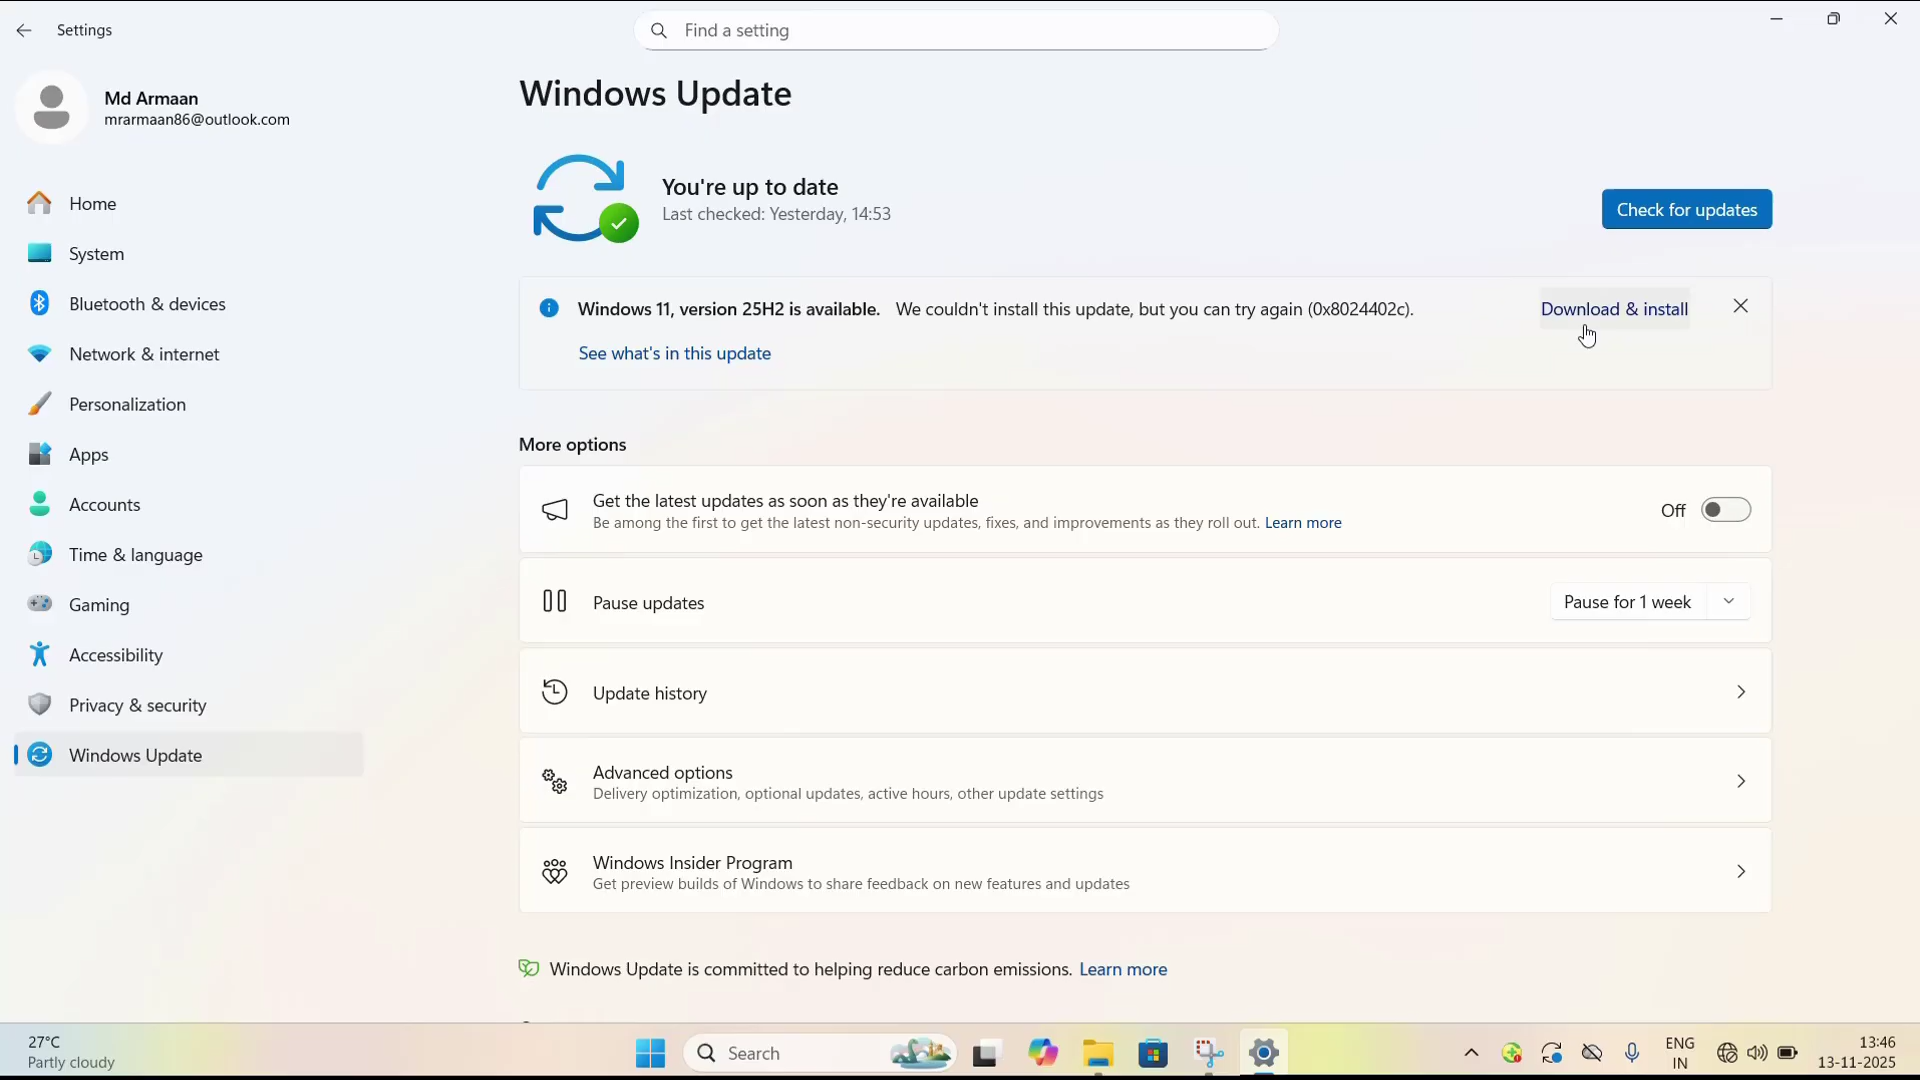 Settings
Find a setting
Md Armaan
mrarmaan86@outlook.com
Home
System
Bluetooth & devices
Network & internet
Personalization
Apps
Accounts
Time & language
Gaming
Accessibility
Privacy & security
Windows Update
Windows Update
You're up to date
Last checked: Yesterday, 14:53
Check for updates
Windows 11, version 25H2 is available. We couldn't install this update, but you can try again (0x8024402c).
Download & install
See what's in this update
More options
Get the latest updates as soon as they're available
Be among the first to get the latest non-security updates, fixes, and improvements as they roll out. Learn more
Off
Pause updates
Pause for 1 week
Update history
Advanced options
Delivery optimization, optional updates, active hours, other update settings
Windows Insider Program
Get preview builds of Windows to share feedback on new features and updates
Windows Update is committed to helping reduce carbon emissions. Learn more
27°C
Partly cloudy
Search
ENG
IN
13:46
13-11-2025